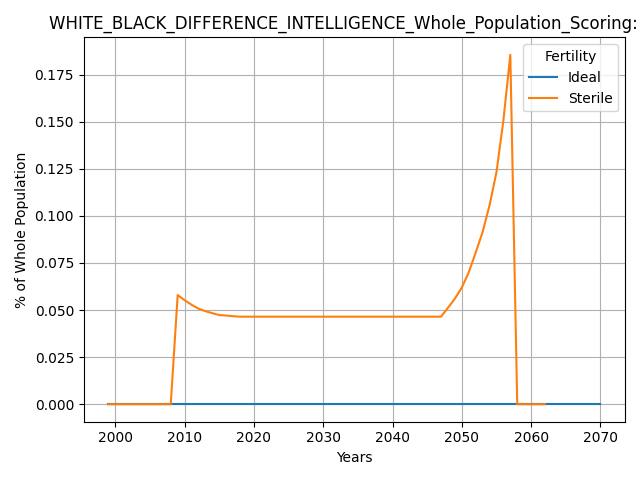 WHITE_BLACK_DIFFERENCE_INTELLIGENCE_Whole_Population_Scoring:
Fertility
Ideal
Sterile
% of Whole Population
0.175
0.150
0.125
0.100
0.075
0.050
0.025
0.000
2000 2010 2020 2030 2040 2050 2060 2070
Years